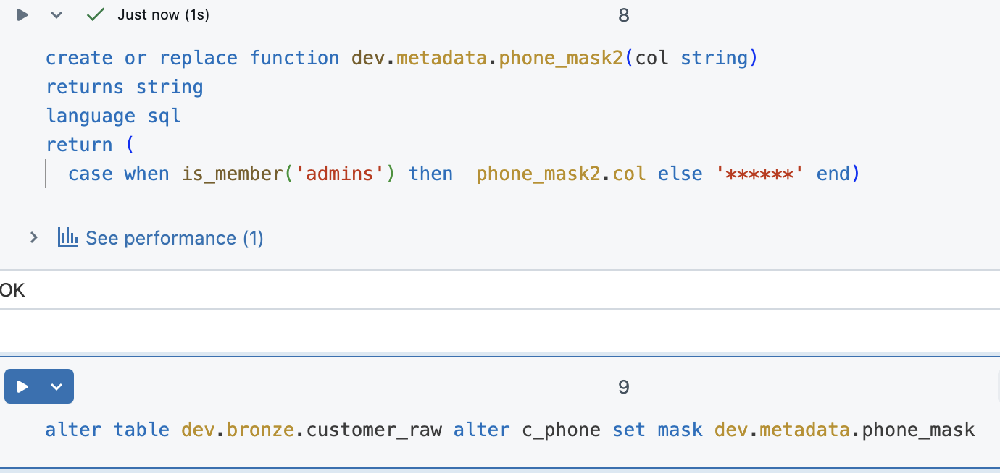 Just now (1s) 8
create or replace function dev.metadata.phone_mask2(col string)
returns string
language sql
return (
case when is_member('admins') then  phone_mask2.col else '******' end)
See performance (1)
OK
9
alter table dev.bronze.customer_raw alter c_phone set mask dev.metadata.phone_mask